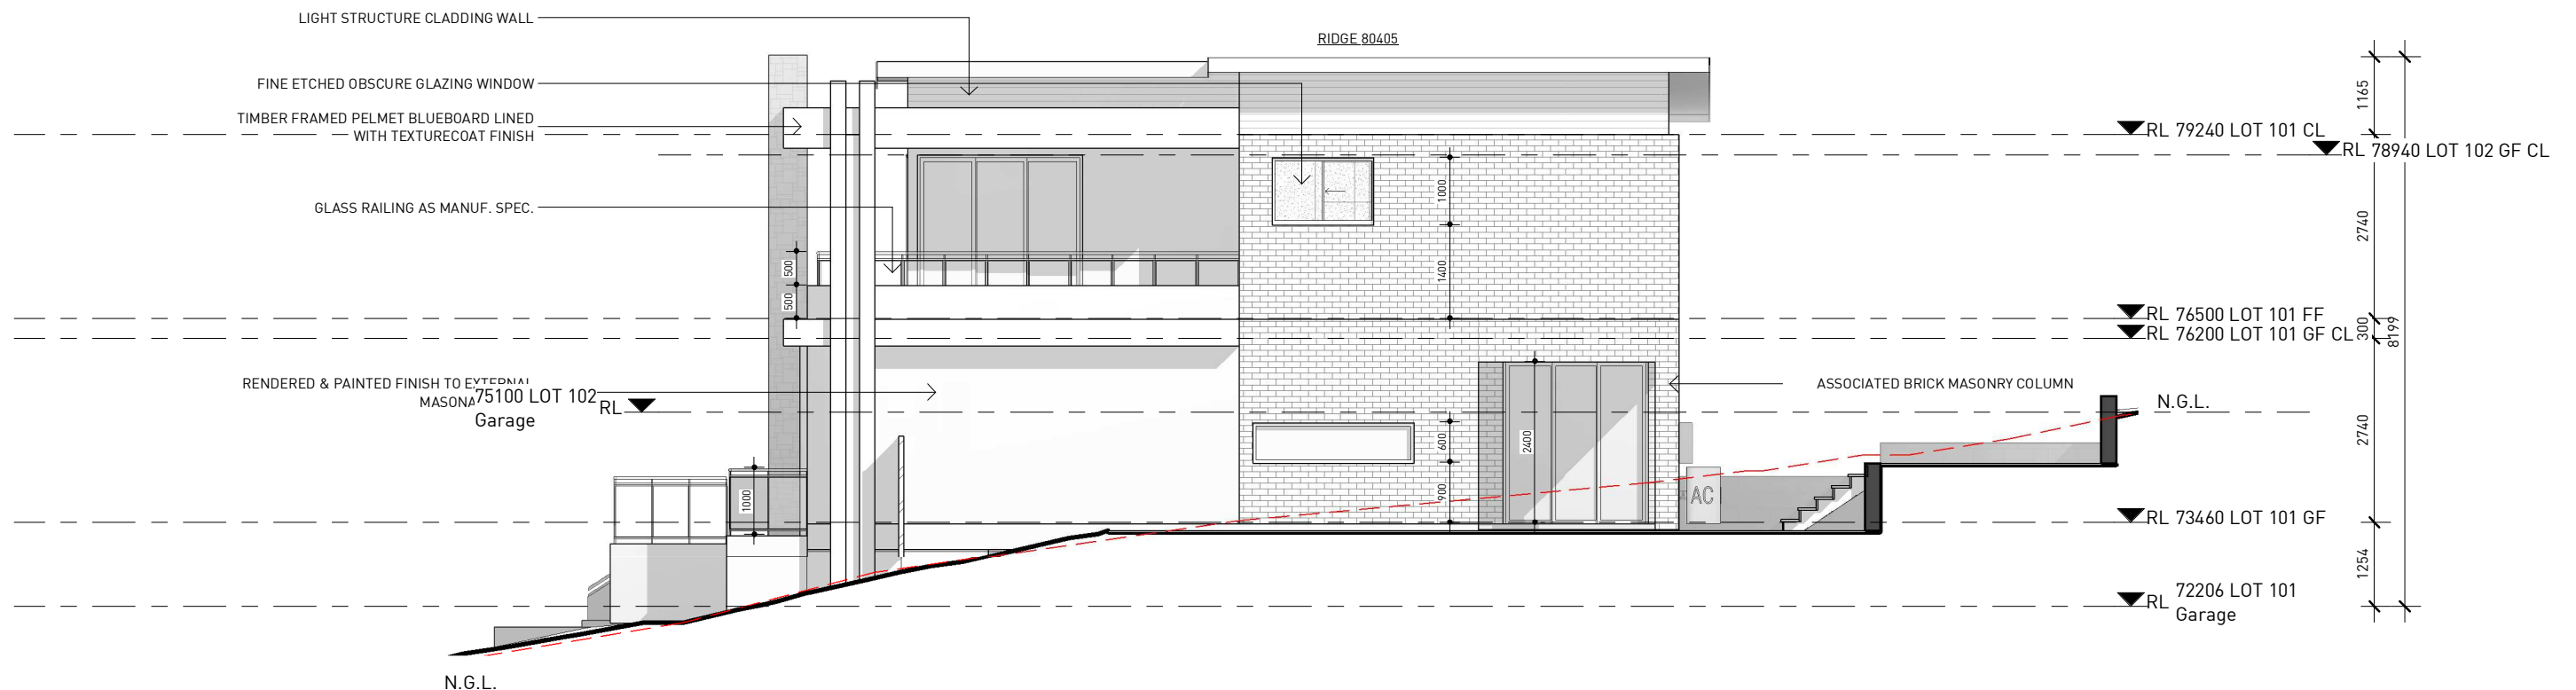 LIGHT STRUCTURE CLADDING WALL
RIDGE 80405
FINE ETCHED OBSCURE GLAZING WINDOW
1165
TIMBER FRAMED PELMET BLUEBOARD LINED
WITH TEXTURECOAT FINISH
RL 79240 LOT 101 CL
RL 78940 LOT 102 GF CL
1000
GLASS RAILING AS MANUF. SPEC.
2740
500
1400
500
RL 76500 LOT 101 FF
300
8199
RL 76200 LOT 101 GF CL
RENDERED & PAINTED FINISH TO EXTERNAL
ASSOCIATED BRICK MASONRY COLUMN
75100 LOT 102
RL
Garage
N.G.L.
600
2400
2740
1000
900
AC
RL 73460 LOT 101 GF
1254
RL 72206 LOT 101
Garage
N.G.L.